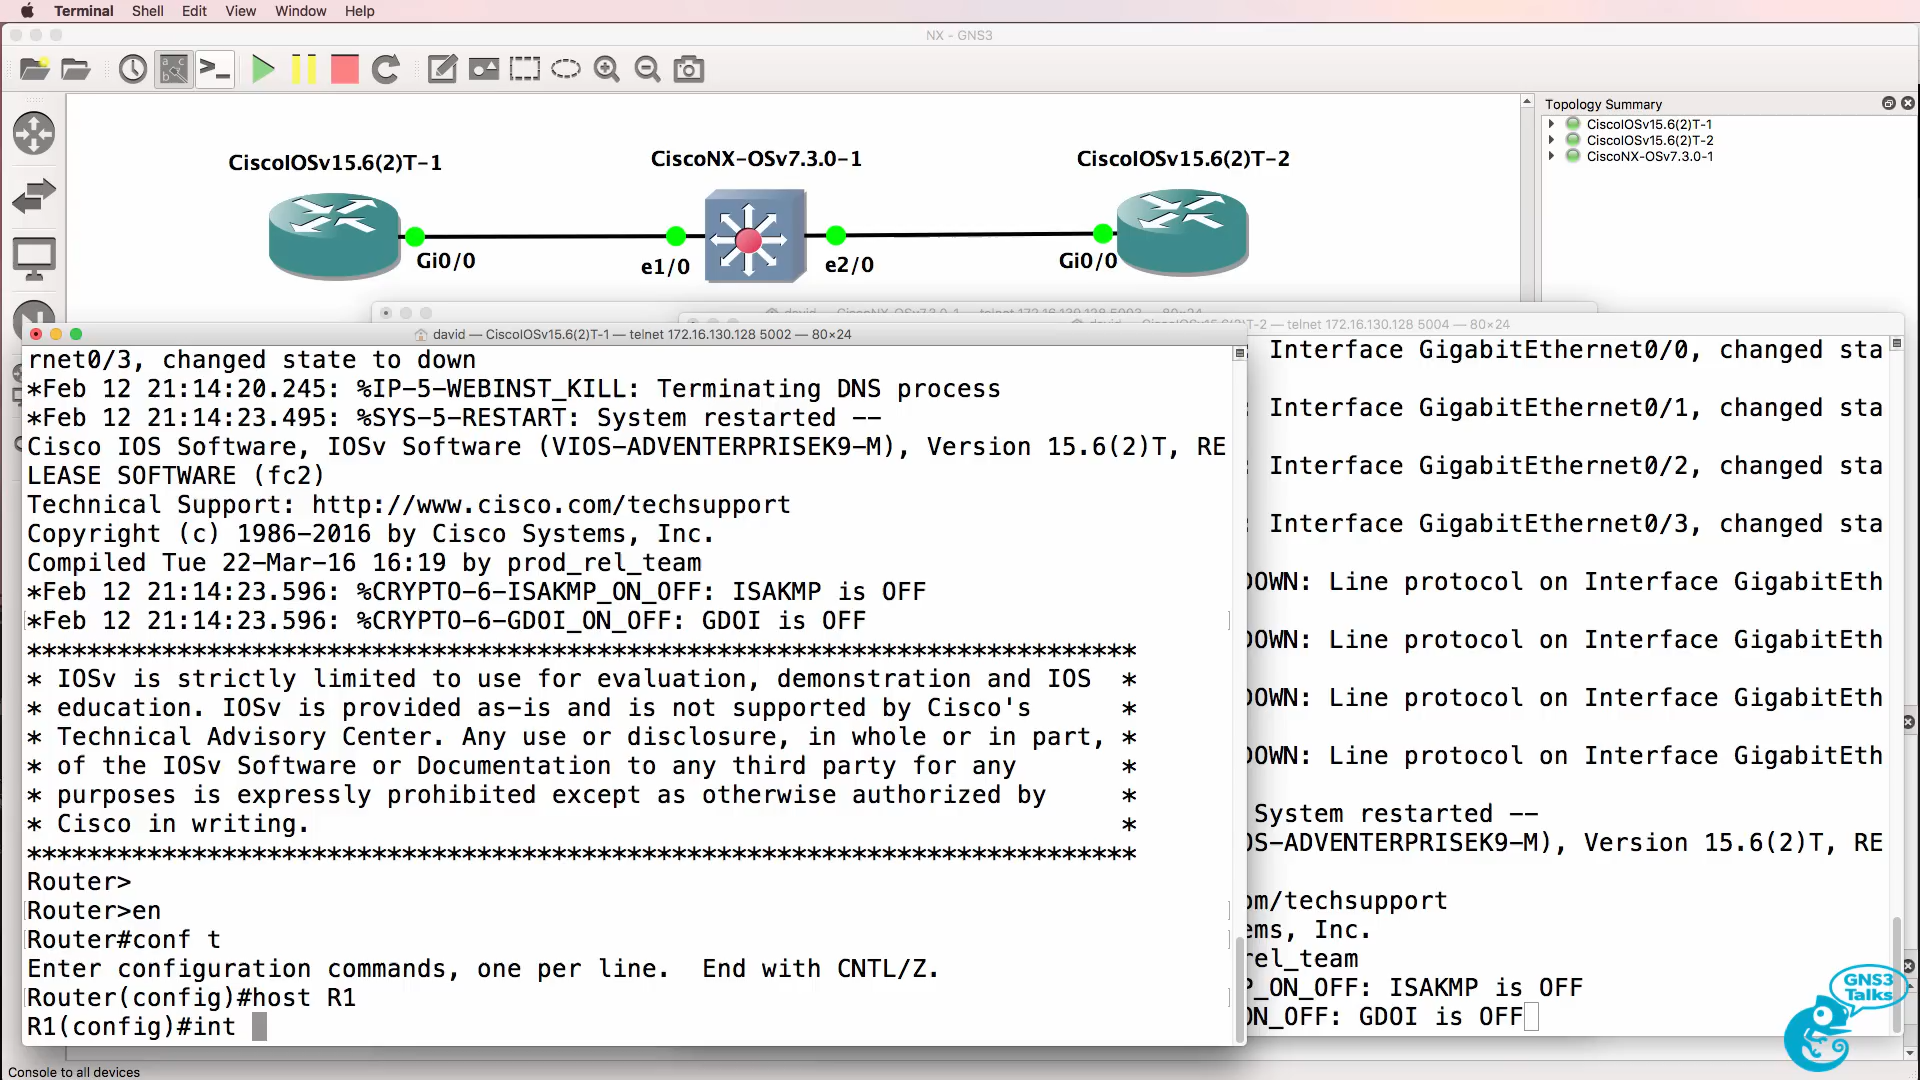 Terminal Shell Edit View Window Help
NX - GNS3
Topology Summary
CiscoIOSv15.6(2)T-1
CiscoIOSv15.6(2)T-2
CiscoNX-OSv7.3.0-1
CiscoIOSv15.6(2)T-1
CiscoNX-OSv7.3.0-1
CiscoIOSv15.6(2)T-2
Gi0/0
e1/0
e2/0
Gi0/0
david — CiscoIOSv15.6(2)T-1 — telnet 172.16.130.128 5002 — 80×24
rnet0/3, changed state to down
*Feb 12 21:14:20.245: %IP-5-WEBINST_KILL: Terminating DNS process
*Feb 12 21:14:23.495: %SYS-5-RESTART: System restarted --
Cisco IOS Software, IOSv Software (VIOS-ADVENTERPRISEK9-M), Version 15.6(2)T, RE
LEASE SOFTWARE (fc2)
Technical Support: http://www.cisco.com/techsupport
Copyright (c) 1986-2016 by Cisco Systems, Inc.
Compiled Tue 22-Mar-16 16:19 by prod_rel_team
*Feb 12 21:14:23.596: %CRYPTO-6-ISAKMP_ON_OFF: ISAKMP is OFF
*Feb 12 21:14:23.596: %CRYPTO-6-GDOI_ON_OFF: GDOI is OFF
**************************************************************************
* IOSv is strictly limited to use for evaluation, demonstration and IOS  *
* education. IOSv is provided as-is and is not supported by Cisco's      *
* Technical Advisory Center. Any use or disclosure, in whole or in part, *
* of the IOSv Software or Documentation to any third party for any       *
* purposes is expressly prohibited except as otherwise authorized by     *
* Cisco in writing.                                                      *
**************************************************************************
Router>
Router>en
Router#conf t
Enter configuration commands, one per line.  End with CNTL/Z.
Router(config)#host R1
R1(config)#int
T-2 — telnet 172.16.130.128 5004 — 80×24
: Interface GigabitEthernet0/0, changed sta
: Interface GigabitEthernet0/1, changed sta
: Interface GigabitEthernet0/2, changed sta
: Interface GigabitEthernet0/3, changed sta
DOWN: Line protocol on Interface GigabitEth
DOWN: Line protocol on Interface GigabitEth
DOWN: Line protocol on Interface GigabitEth
DOWN: Line protocol on Interface GigabitEth
System restarted --
OS-ADVENTERPRISEK9-M), Version 15.6(2)T, RE
om/techsupport
ems, Inc.
rel_team
P_ON_OFF: ISAKMP is OFF
ON_OFF: GDOI is OFF
GNS3
Talks
Console to all devices